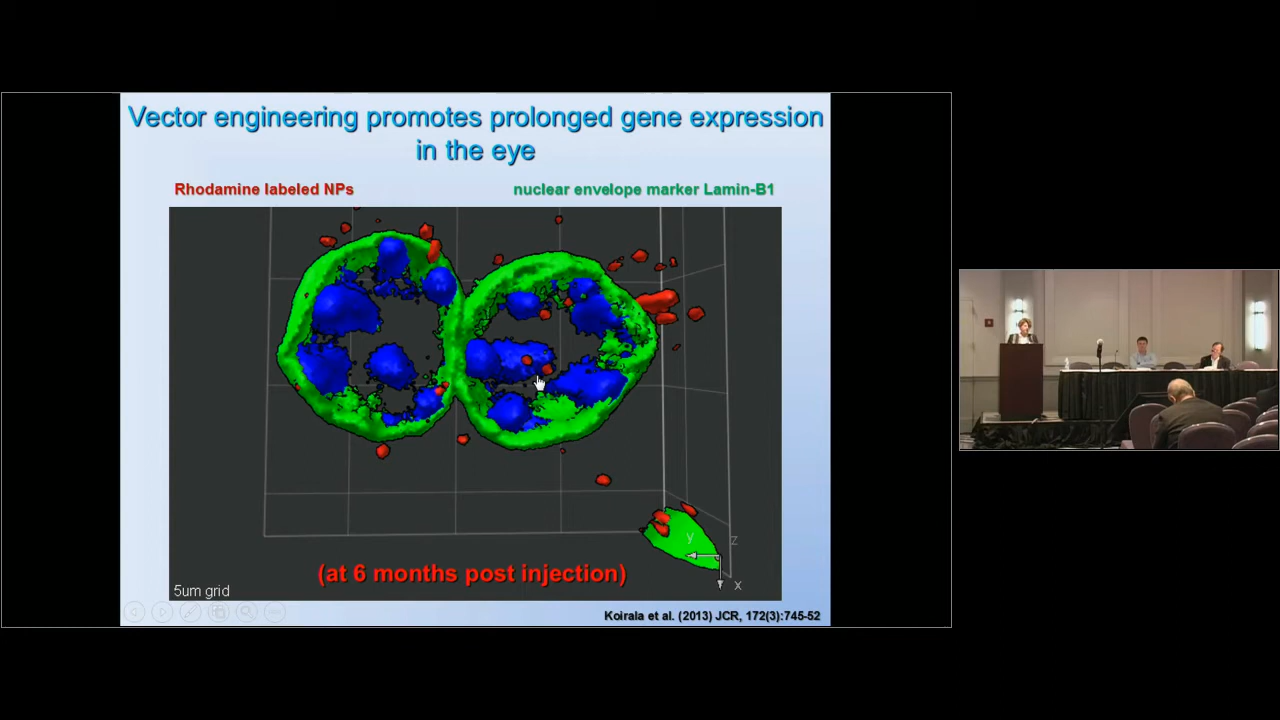 Vector engineering promotes prolonged gene expression
in the eye
Rhodamine labeled NPs
nuclear envelope marker Lamin-B1
y
z
x
(at 6 months post injection)
5um grid
Koirala et al. (2013) JCR, 172(3):745-52